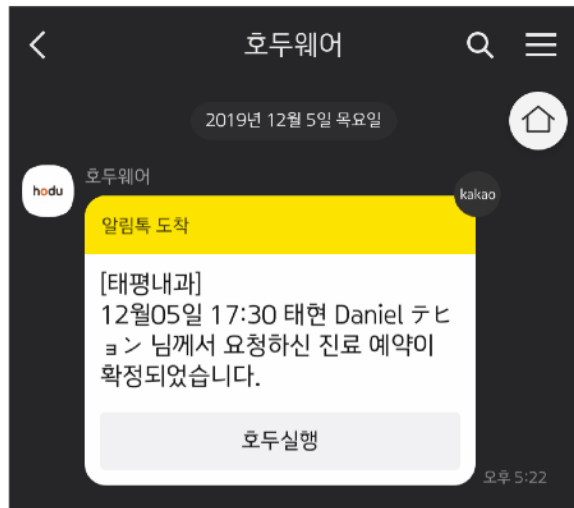 호두웨어
2019년 12월 5일 목요일
hodu
호두웨어
kakao
알림톡 도착
[태평내과]
12월05일 17:30 태현 Daniel テヒ
ョン 님께서 요청하신 진료 예약이
확정되었습니다.
호두실행
오후 5:22